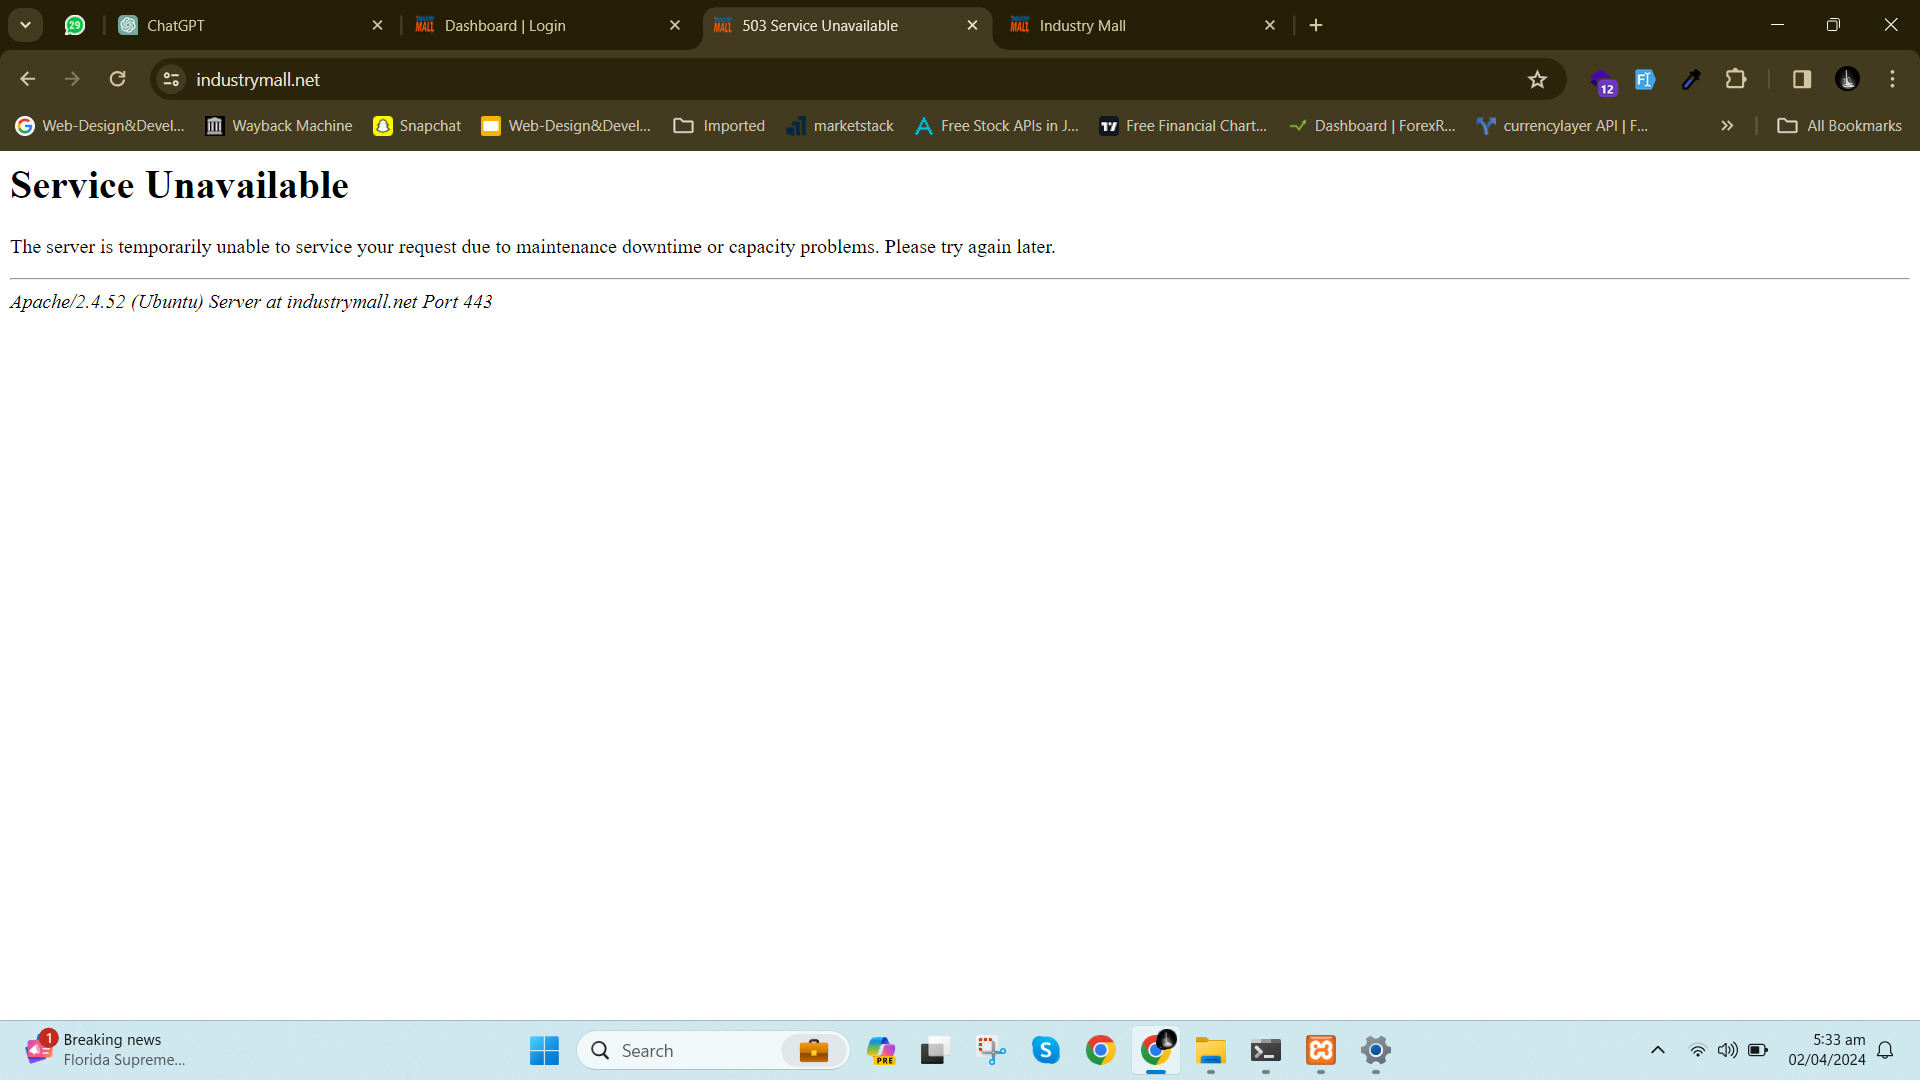 29
ChatGPT
MALL
Dashboard | Login
MALL
503 Service Unavailable
MALL
Industry Mall
industrymall.net
12
Web-Design&Devel...
Wayback Machine
Snapchat
Web-Design&Devel...
Imported
marketstack
Free Stock APIs in J...
Free Financial Chart...
Dashboard | ForexR...
currencylayer API | F...
All Bookmarks
Service Unavailable
The server is temporarily unable to service your request due to maintenance downtime or capacity problems. Please try again later.
Apache/2.4.52 (Ubuntu) Server at industrymall.net Port 443
1
Breaking news
Florida Supreme...
Search
PRE
5:33 am
02/04/2024